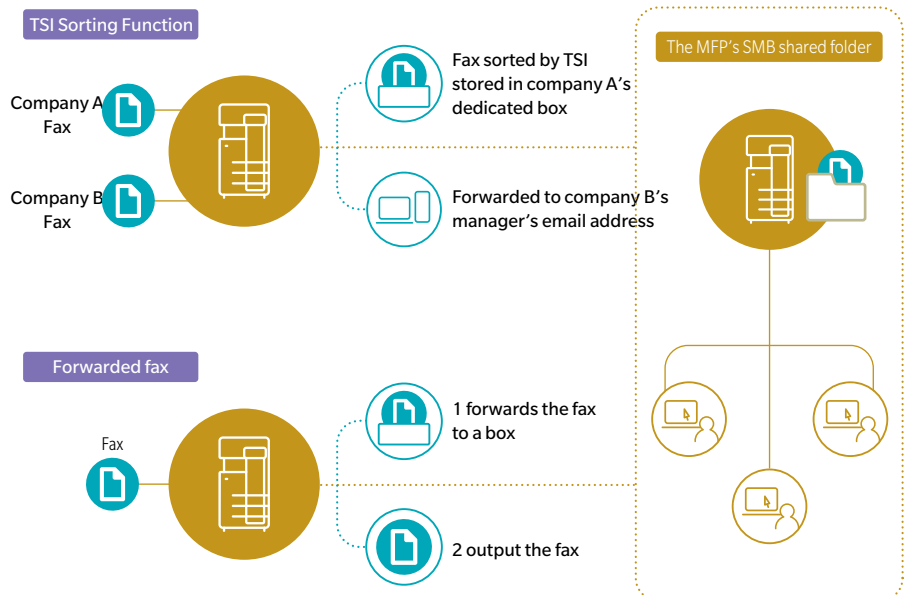 TSI Sorting Function
Company A
Fax
Company B
Fax
Fax sorted by TSI
stored in company A's
dedicated box
Forwarded to company B's
manager's email address
The MFP's SMB shared folder
Forwarded fax
Fax
1 forwards the fax
to a box
2 output the fax